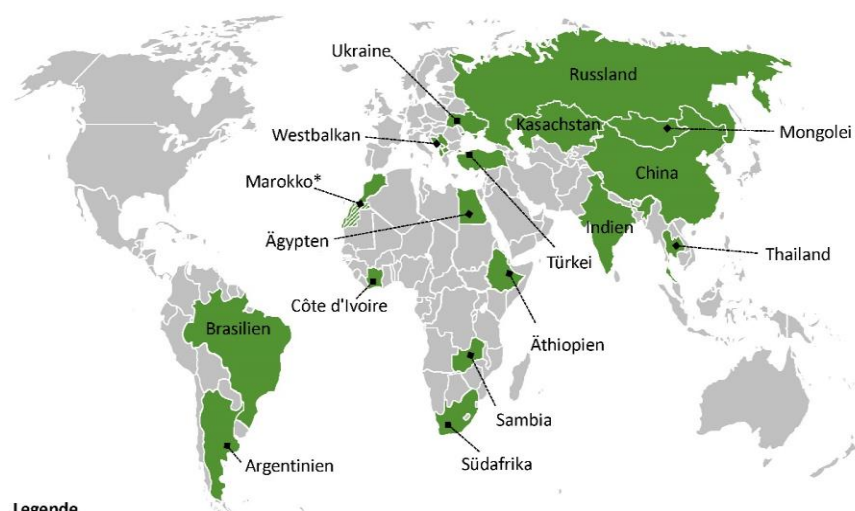 Ukraine
Russland
Westbalkan
Kasachstan
Mongolei
Marokko*
China
Ägypten
Indien
Türkei
Thailand
Côte d'Ivoire
Äthiopien
Brasilien
Sambia
Südafrika
Argentinien
Legende